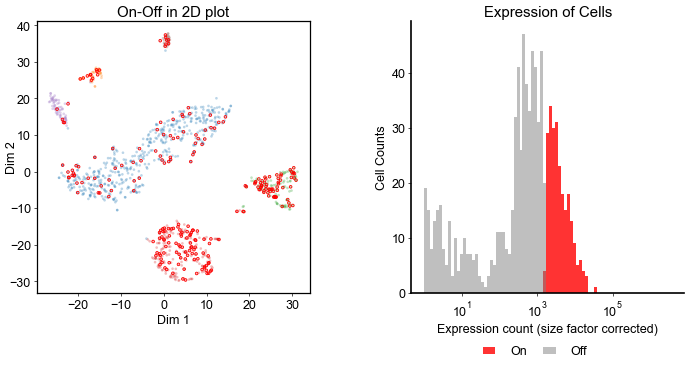 On-Off in 2D plot
40
30
20
10
0
−10
−20
−30
Dim 2
−20
−10
0
10
20
30
Dim 1
Expression of Cells
40
30
20
10
0
Cell Counts
10¹
10³
10⁵
Expression count (size factor corrected)
On
Off